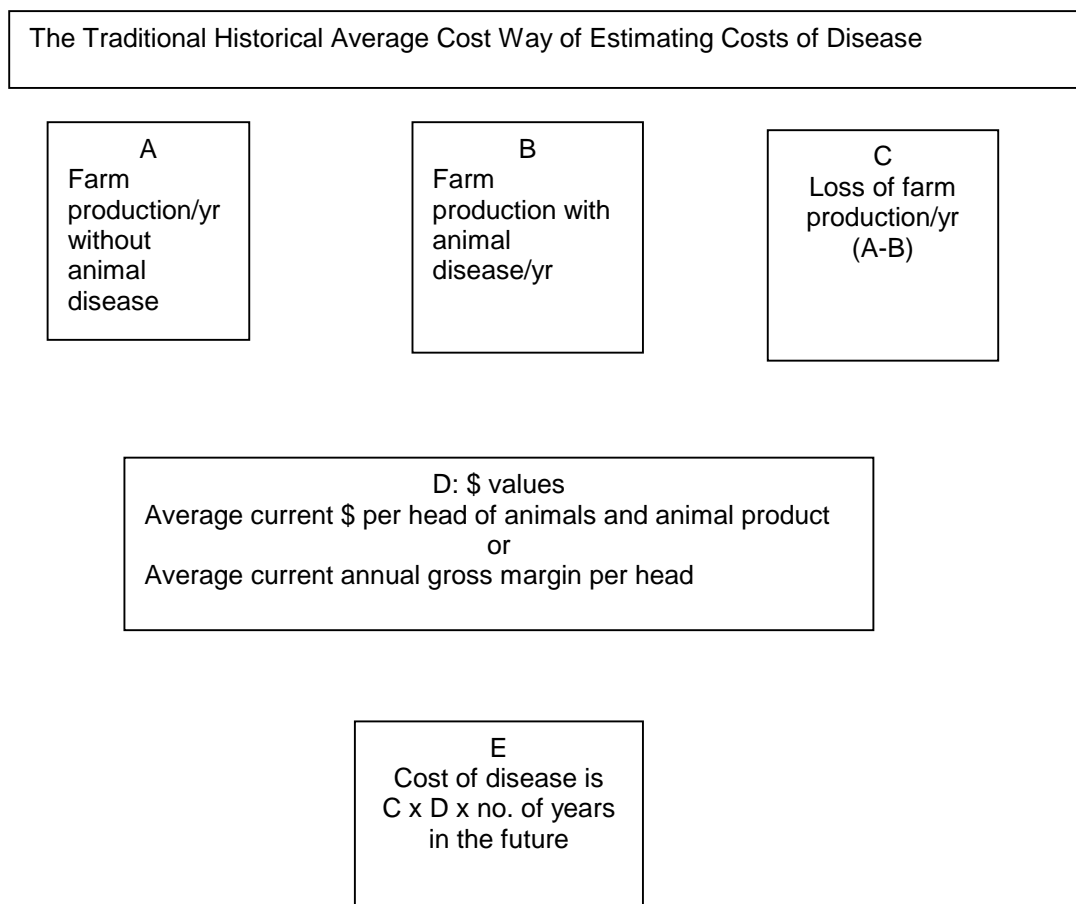 The Traditional Historical Average Cost Way of Estimating Costs of Disease
A
Farm
production/yr
without
animal
disease
B
Farm
production with
animal
disease/yr
C
Loss of farm
production/yr
(A-B)
D: $ values
Average current $ per head of animals and animal product
or
Average current annual gross margin per head
E
Cost of disease is
C x D x no. of years
in the future